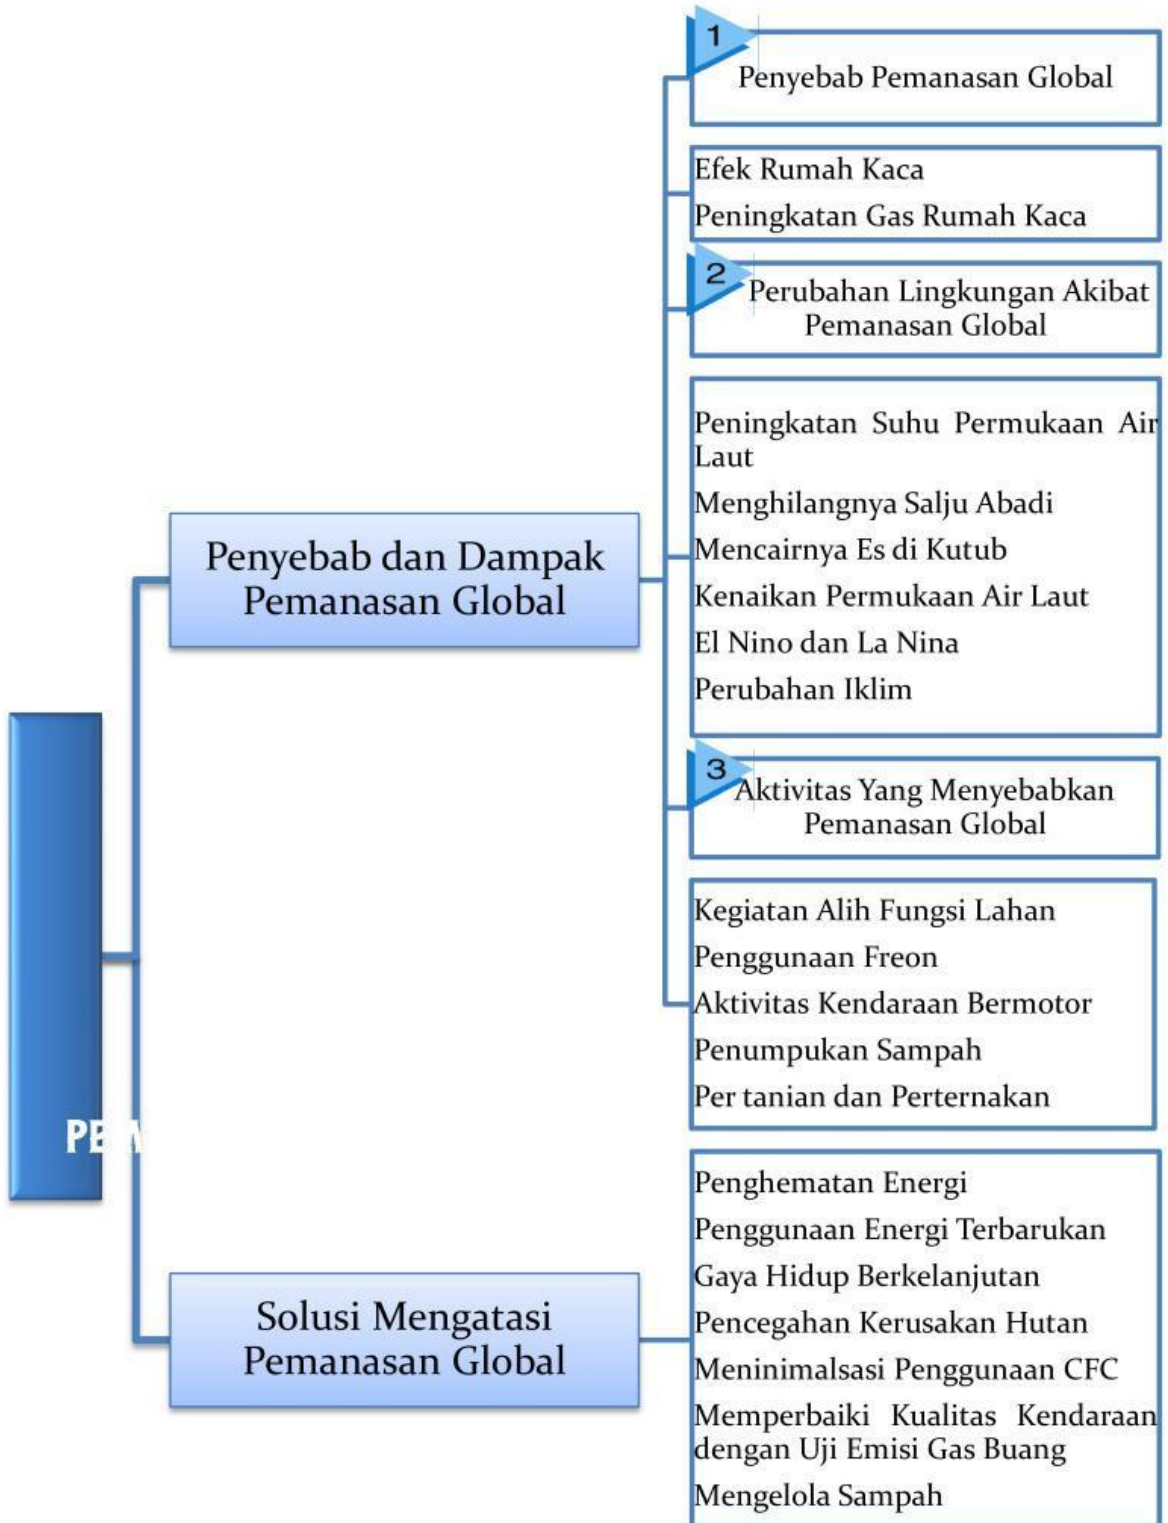 1
Penyebab Pemanasan Global
Efek Rumah Kaca
Peningkatan Gas Rumah Kaca
2
Perubahan Lingkungan Akibat
Pemanasan Global
Peningkatan Suhu Permukaan Air
Laut
Menghilangnya Salju Abadi
Mencairnya Es di Kutub
Kenaikan Permukaan Air Laut
El Nino dan La Nina
Perubahan Iklim
3
Aktivitas Yang Menyebabkan
Pemanasan Global
Kegiatan Alih Fungsi Lahan
Penggunaan Freon
Aktivitas Kendaraan Bermotor
Penumpukan Sampah
Per tanian dan Perternakan
Penyebab dan Dampak
Pemanasan Global
Solusi Mengatasi
Pemanasan Global
Penghematan Energi
Penggunaan Energi Terbarukan
Gaya Hidup Berkelanjutan
Pencegahan Kerusakan Hutan
Meninimalsasi Penggunaan CFC
Memperbaiki Kualitas Kendaraan
dengan Uji Emisi Gas Buang
Mengelola Sampah